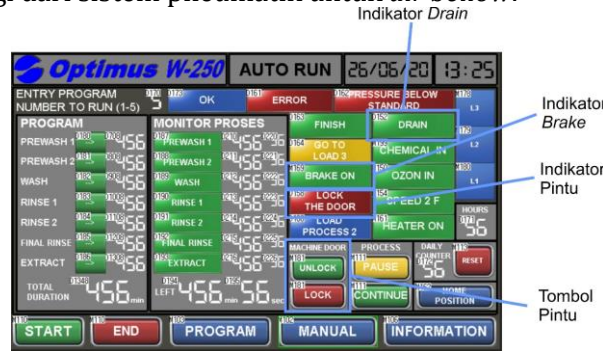 Indikator Drain
Optimus W-250 AUTO RUN 26/06/20 13:25
ENTRY PROGRAM
NUMBER TO RUN (1-5)
5 OK ERROR PRESSURE BELOW
STANDARD
PROGRAM MONITOR PROSES
PREWASH 1 456 PREWASH 1 456
PREWASH 2 456 PREWASH 2 456
WASH 456 WASH 456
RINSE 1 456 RINSE 1 456
RINSE 2 456 RINSE 2 456
FINAL RINSE 456 FINAL RINSE 456
EXTRACT 456 EXTRACT 456
TOTAL
DURATION 456 min LEFT 456 min 56 sec
FINISH DRAIN L3
GO TO
LOAD 3 CHEMICAL IN L2
BRAKE ON OZON IN L1
LOCK
THE DOOR SPEED 2 F
LOAD
PROCESS 2 HEATER ON
HOURS
56
MACHINE DOOR PROCESS DAILY
COUNTER
UNLOCK PAUSE 456 RESET
LOCK CONTINUE HOME
POSITION
START END PROGRAM MANUAL INFORMATION
Indikator
Brake
Indikator
Pintu
Tombol
Pintu